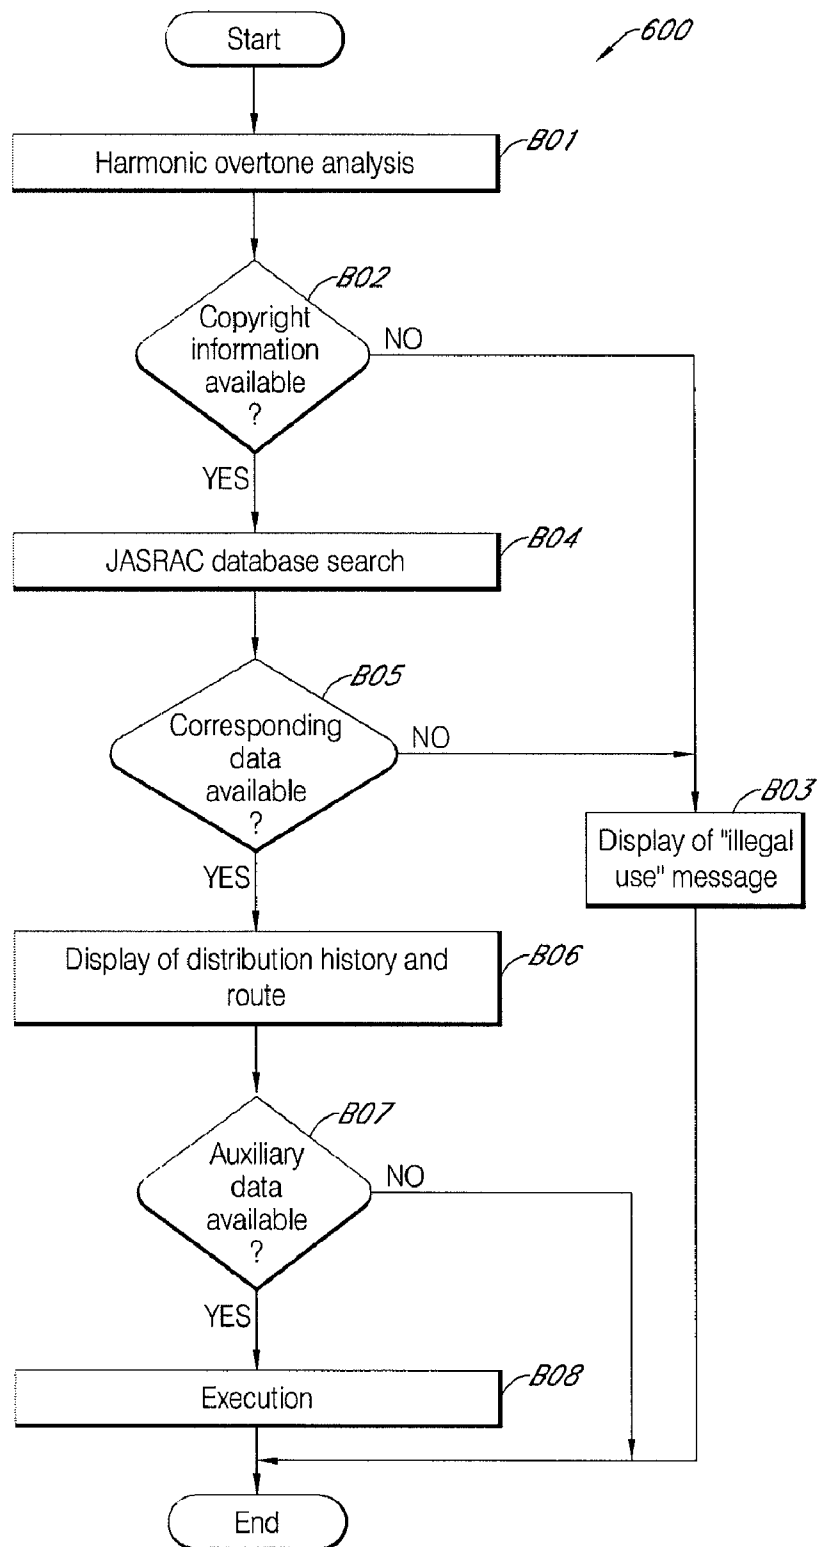 Start
600
B01
Harmonic overtone analysis
B02
Copyright
information
available
?
NO
YES
B04
JASRAC database search
B05
Corresponding
data
available
?
NO
YES
B03
Display of "illegal
use" message
B06
Display of distribution history and
route
B07
Auxiliary
data
available
?
NO
YES
B08
Execution
End